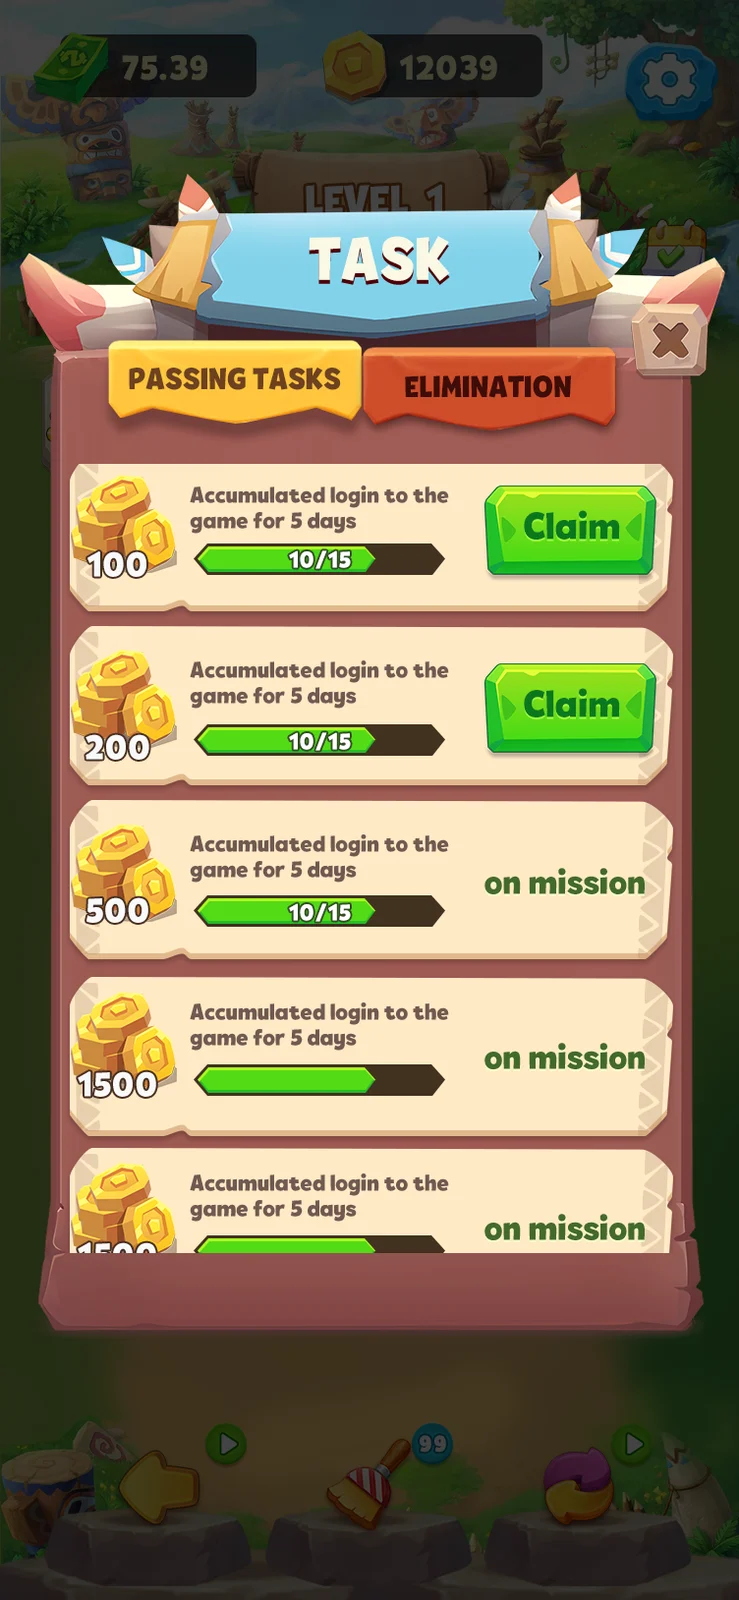 75.39
12039
LEVEL 1
TASK
PASSING TASKS
ELIMINATION
Accumulated login to the
game for 5 days
100
10/15
Claim
Accumulated login to the
game for 5 days
200
10/15
Claim
Accumulated login to the
game for 5 days
500
10/15
on mission
Accumulated login to the
game for 5 days
1500
on mission
Accumulated login to the
game for 5 days
1500
on mission
99